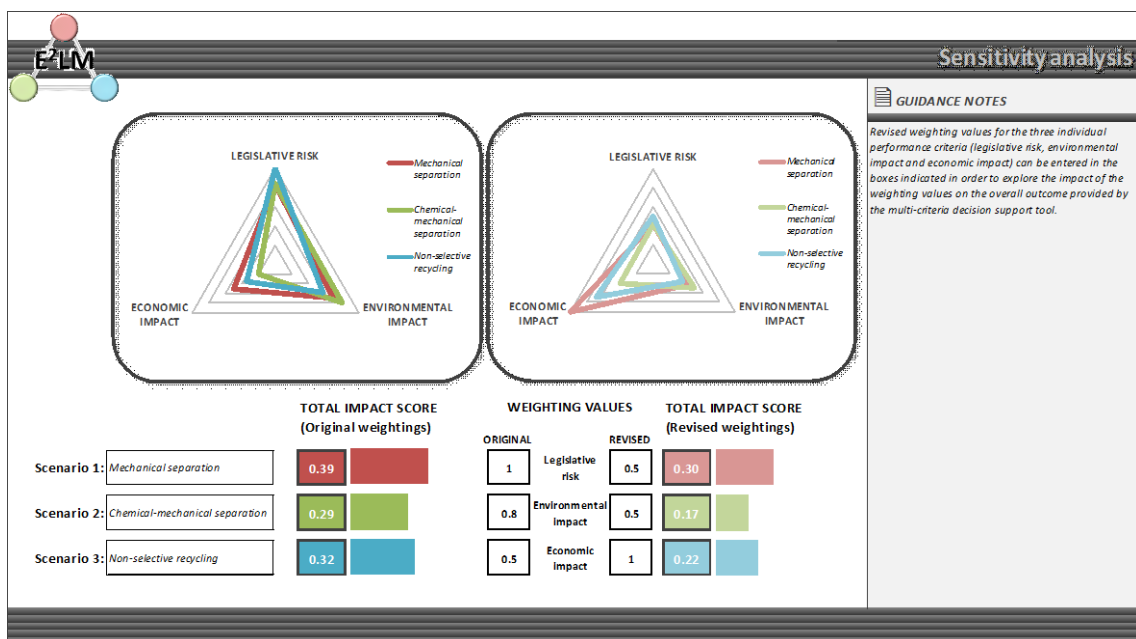 E²LM
Sensitivity analysis
GUIDANCE NOTES
Revised weighting values for the three individual
performance criteria (legislative risk, environmental
impact and economic impact) can be entered in the
boxes indicated in order to explore the impact of the
weighting values on the overall outcome provided by
the multi-criteria decision support tool.
LEGISLATIVE RISK
Mechanical
separation
Chemical-
mechanical
separation
Non-selective
recycling
ECONOMIC
IMPACT
ENVIRONMENTAL
IMPACT
LEGISLATIVE RISK
Mechanical
separation
Chemical-
mechanical
separation
Non-selective
recycling
ECONOMIC
IMPACT
ENVIRONMENTAL
IMPACT
TOTAL IMPACT SCORE
(Original weightings)
WEIGHTING VALUES
TOTAL IMPACT SCORE
(Revised weightings)
ORIGINAL REVISED
Scenario 1: Mechanical separation 0.39 1 Legislative risk 0.5 0.30
Scenario 2: Chemical-mechanical separation 0.29 0.8 Environmental impact 0.5 0.17
Scenario 3: Non-selective recycling 0.32 0.5 Economic impact 1 0.22